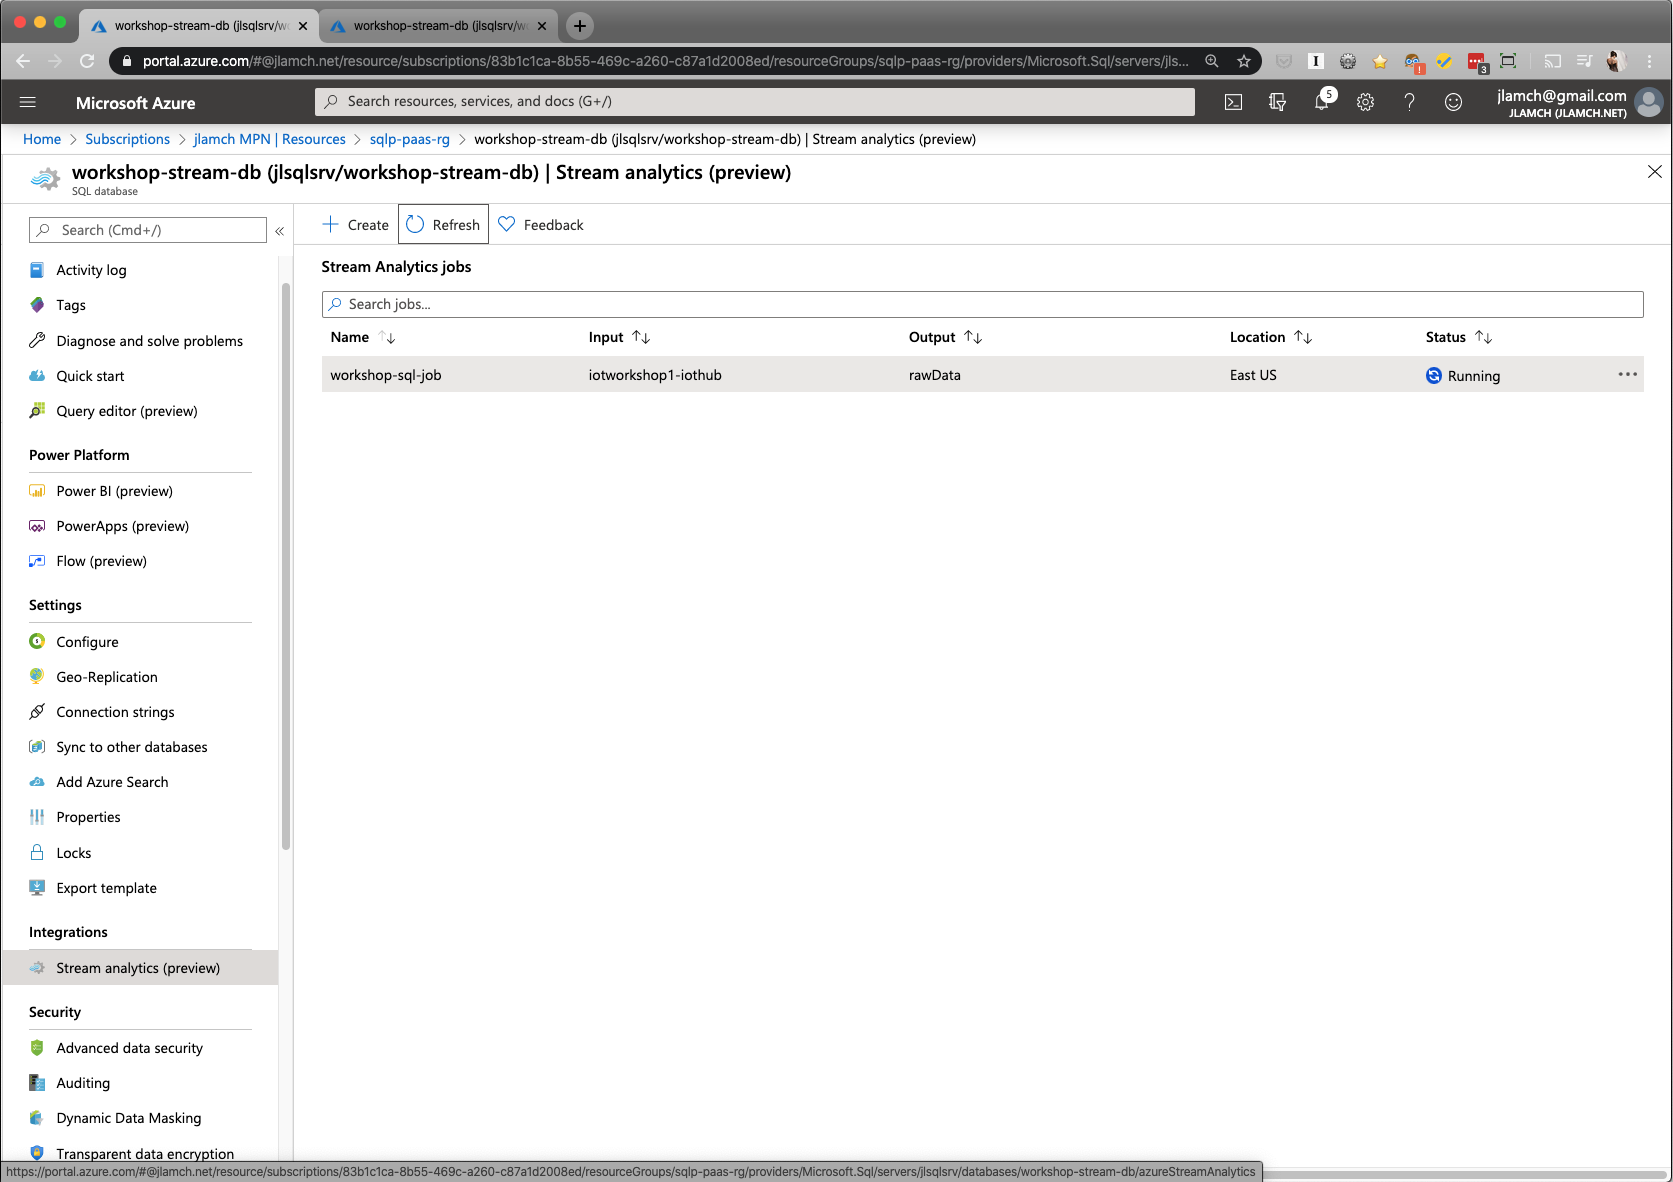 workshop-stream-db (jlsqlsrv/w
workshop-stream-db (jlsqlsrv/w
portal.azure.com/#@jlamch.net/resource/subscriptions/83b1c1ca-8b55-469c-a260-c87a1d2008ed/resourceGroups/sqlp-paas-rg/providers/Microsoft.Sql/servers/jls...
3
Microsoft Azure
Search resources, services, and docs (G+/)
5
jlamch@gmail.com
JLAMCH (JLAMCH.NET)
Home > Subscriptions > jlamch MPN | Resources > sqlp-paas-rg > workshop-stream-db (jlsqlsrv/workshop-stream-db) | Stream analytics (preview)
workshop-stream-db (jlsqlsrv/workshop-stream-db) | Stream analytics (preview)
SQL database
Search (Cmd+/)
«
Activity log
Tags
Diagnose and solve problems
Quick start
Query editor (preview)
Power Platform
Power BI (preview)
PowerApps (preview)
Flow (preview)
Settings
Configure
Geo-Replication
Connection strings
Sync to other databases
Add Azure Search
Properties
Locks
Export template
Integrations
Stream analytics (preview)
Security
Advanced data security
Auditing
Dynamic Data Masking
Transparent data encryption
Create Refresh Feedback
Stream Analytics jobs
Search jobs...
Name Input Output Location Status
workshop-sql-job iotworkshop1-iothub rawData East US Running
https://portal.azure.com/#@jlamch.net/resource/subscriptions/83b1c1ca-8b55-469c-a260-c87a1d2008ed/resourceGroups/sqlp-paas-rg/providers/Microsoft.Sql/servers/jlsqlsrv/databases/workshop-stream-db/azureStreamAnalytics